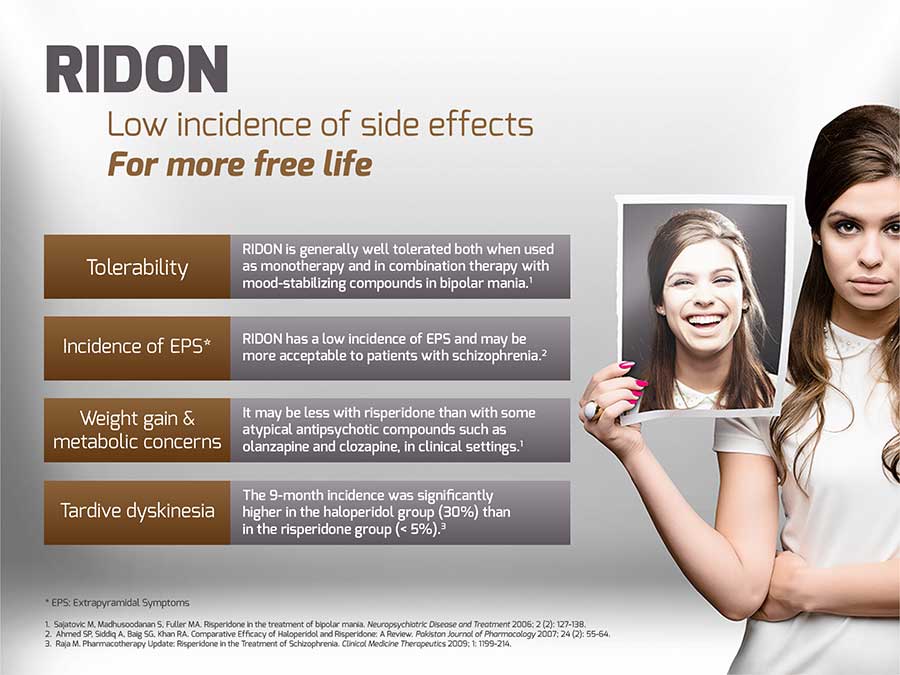 RIDON
Low incidence of side effects
For more free life
Tolerability
RIDON is generally well tolerated both when used
as monotherapy and in combination therapy with
mood-stabilizing compounds in bipolar mania.1
Incidence of EPS*
RIDON has a low incidence of EPS and may be
more acceptable to patients with schizophrenia.2
Weight gain &
metabolic concerns
It may be less with risperidone than with some
atypical antipsychotic compounds such as
olanzapine and clozapine, in clinical settings.1
Tardive dyskinesia
The 9-month incidence was significantly
higher in the haloperidol group (30%) than
in the risperidone group (< 5%).3
* EPS: Extrapyramidal Symptoms
1. Sajatovic M, Madhusoodanan S, Fuller MA. Risperidone in the treatment of bipolar mania. Neuropsychiatric Disease and Treatment 2006; 2 (2): 127-138.
2. Ahmed SP, Siddiq A, Baig SG, Khan RA. Comparative Efficacy of Haloperidol and Risperidone: A Review. Pakistan Journal of Pharmacology 2007; 24 (2): 55-64.
3. Raja M. Pharmacotherapy Update: Risperidone in the Treatment of Schizophrenia. Clinical Medicine Therapeutics 2009; 1: 1199-214.